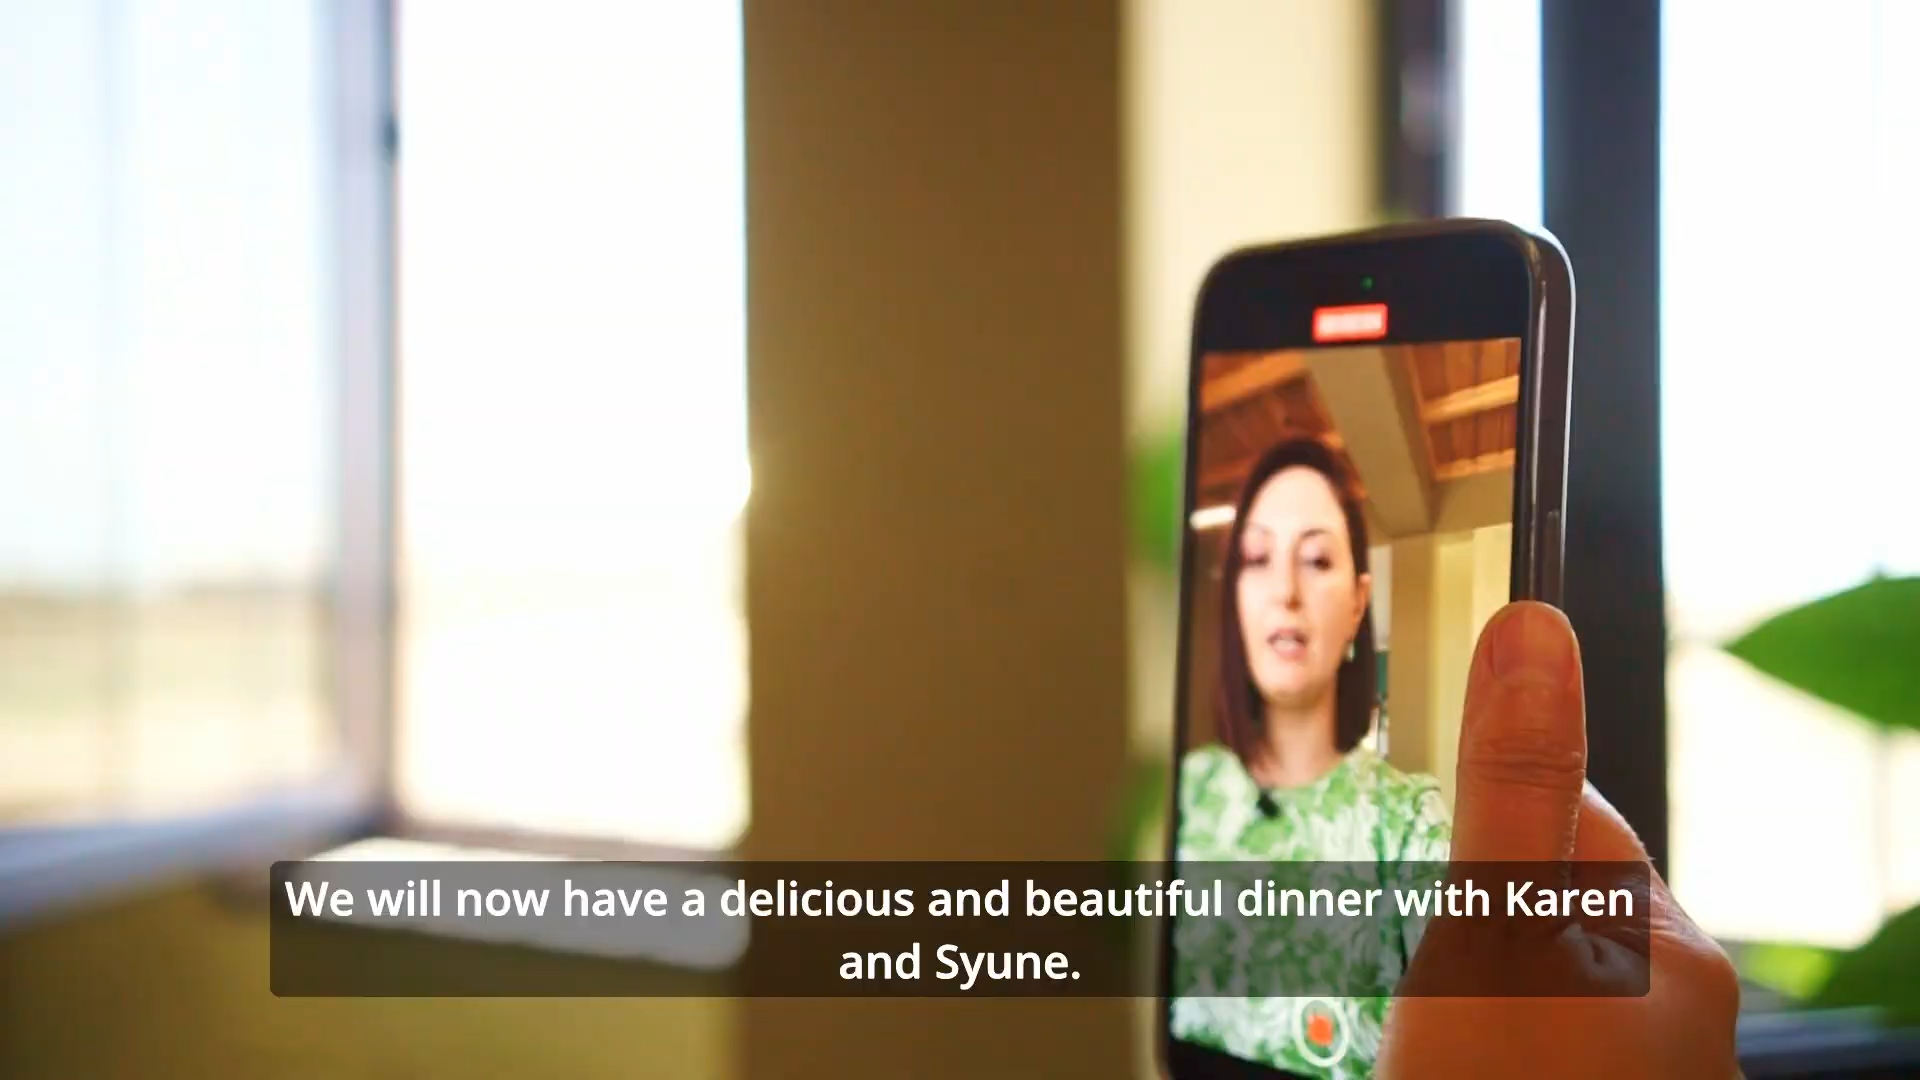 We will now have a delicious and beautiful dinner with Karen
and Syune.